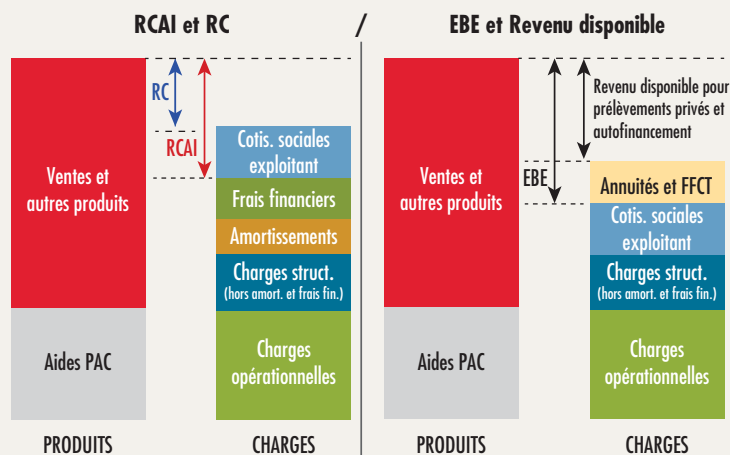 RCAI et RC / EBE et Revenu disponible
RC
RCAI
Ventes et
autres produits
Aides PAC
Cotis. sociales
exploitant
Frais financiers
Amortissements
Charges struct.
(hors amort. et frais fin.)
Charges
opérationnelles
PRODUITS
CHARGES
Ventes et
autres produits
Aides PAC
EBE
Revenu disponible pour
prélèvements privés et
autofinancement
Annuités et FFCT
Cotis. sociales
exploitant
Charges struct.
(hors amort. et frais fin.)
Charges
opérationnelles
PRODUITS
CHARGES